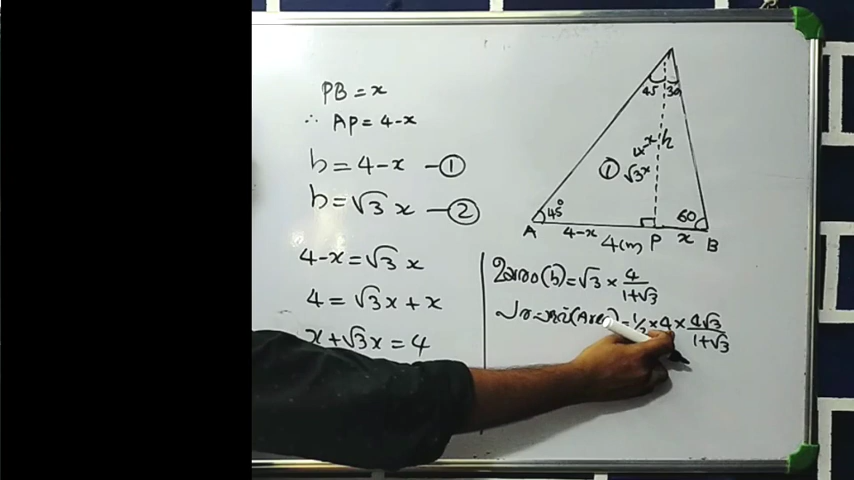 PB = x
∴ AP = 4-x
h = 4-x —①
h = √3 x —②
4-x = √3 x
4 = √3x + x
x + √3x = 4
45 30
h
① √3x
45° 60
A P B
4-x x
4cm
ഉയരം (h) = √3 × 4/(1+√3)
= 1/2 × 4 × 4√3/(1+√3)